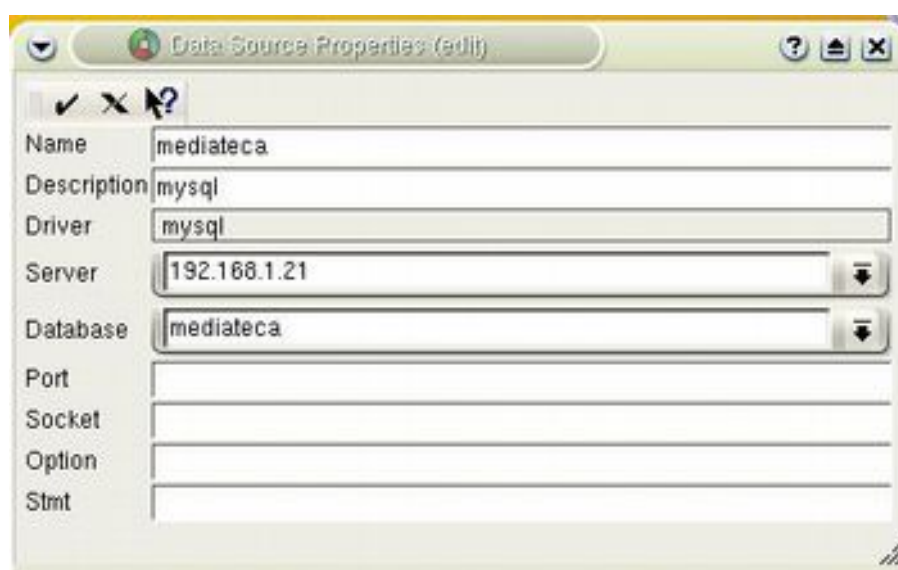 Data Source Properties (edit)
Name mediateca
Description mysql
Driver mysql
Server 192.168.1.21
Database mediateca
Port
Socket
Option
Stmt